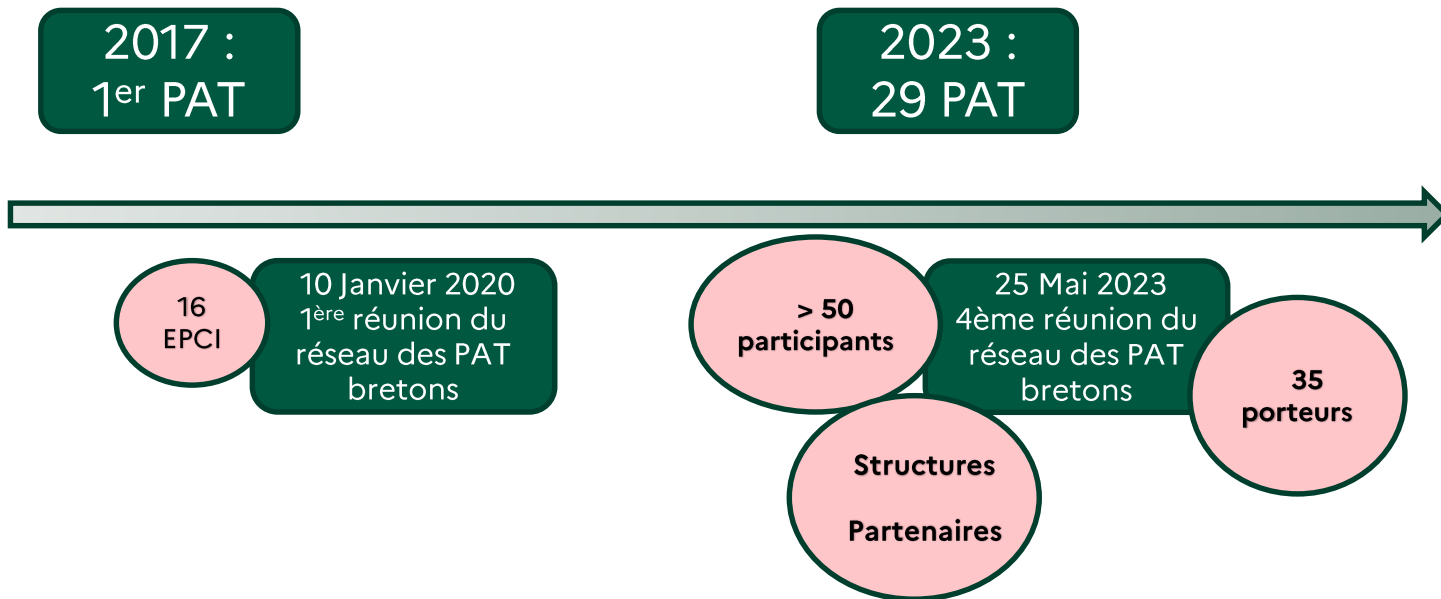 2017 :
1er PAT
2023 :
29 PAT
16
EPCI
10 Janvier 2020
1ère réunion du
réseau des PAT
bretons
> 50
participants
25 Mai 2023
4ème réunion du
réseau des PAT
bretons
35
porteurs
Structures
Partenaires